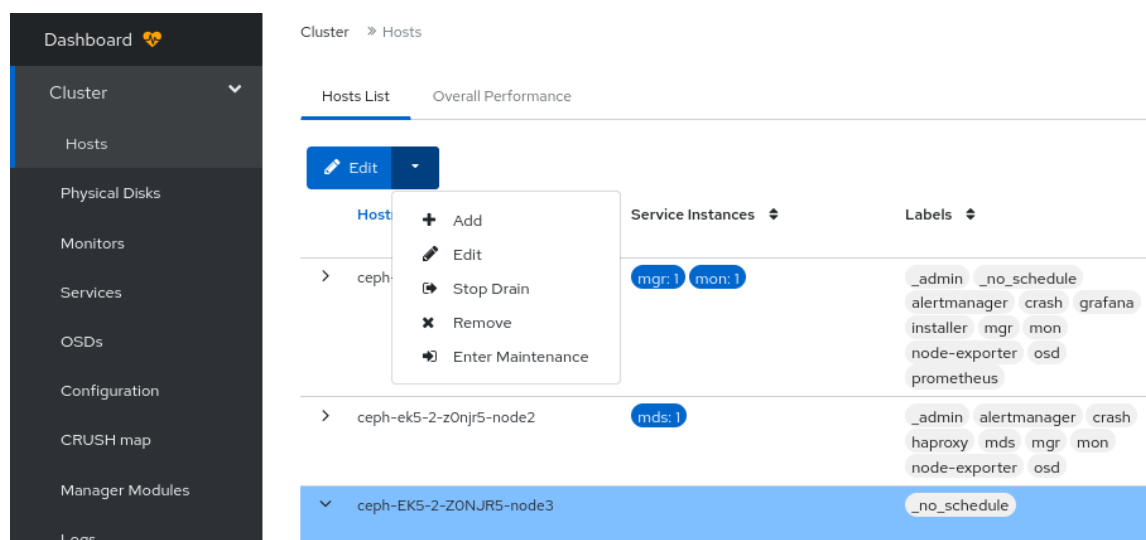 Dashboard
Cluster
Hosts
Physical Disks
Monitors
Services
OSDs
Configuration
CRUSH map
Manager Modules
Logs
Cluster » Hosts
Hosts List Overall Performance
Edit
Add
Edit
Stop Drain
Remove
Enter Maintenance
Host Service Instances Labels
ceph- mgr: 1 mon: 1 _admin _no_schedule
alertmanager crash grafana
installer mgr mon
node-exporter osd
prometheus
ceph-ek5-2-z0njr5-node2 mds: 1 _admin alertmanager crash
haproxy mds mgr mon
node-exporter osd
ceph-EK5-2-Z0NJR5-node3 _no_schedule